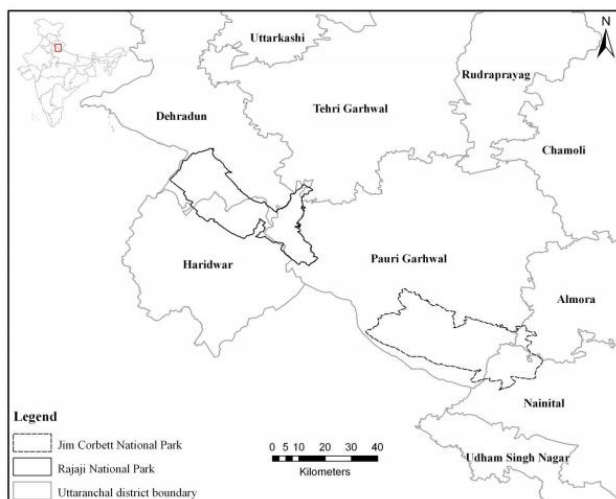 N
Uttarkashi
Rudraprayag
Dehradun
Tehri Garhwal
Chamoli
Haridwar
Pauri Garhwal
Almora
Nainital
Udham Singh Nagar
Legend
Jim Corbett National Park
Rajaji National Park
Uttaranchal district boundary
0 5 10 20 30 40
Kilometers